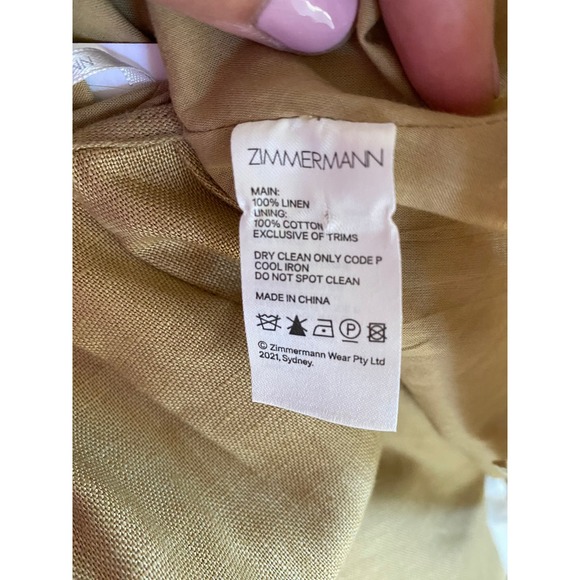 ZIMMERMANN
MAIN:
100% LINEN
LINING:
100% COTTON
EXCLUSIVE OF TRIMS
DRY CLEAN ONLY CODE P
COOL IRON
DO NOT SPOT CLEAN
MADE IN CHINA
P
© Zimmermann Wear Pty Ltd
2021, Sydney.